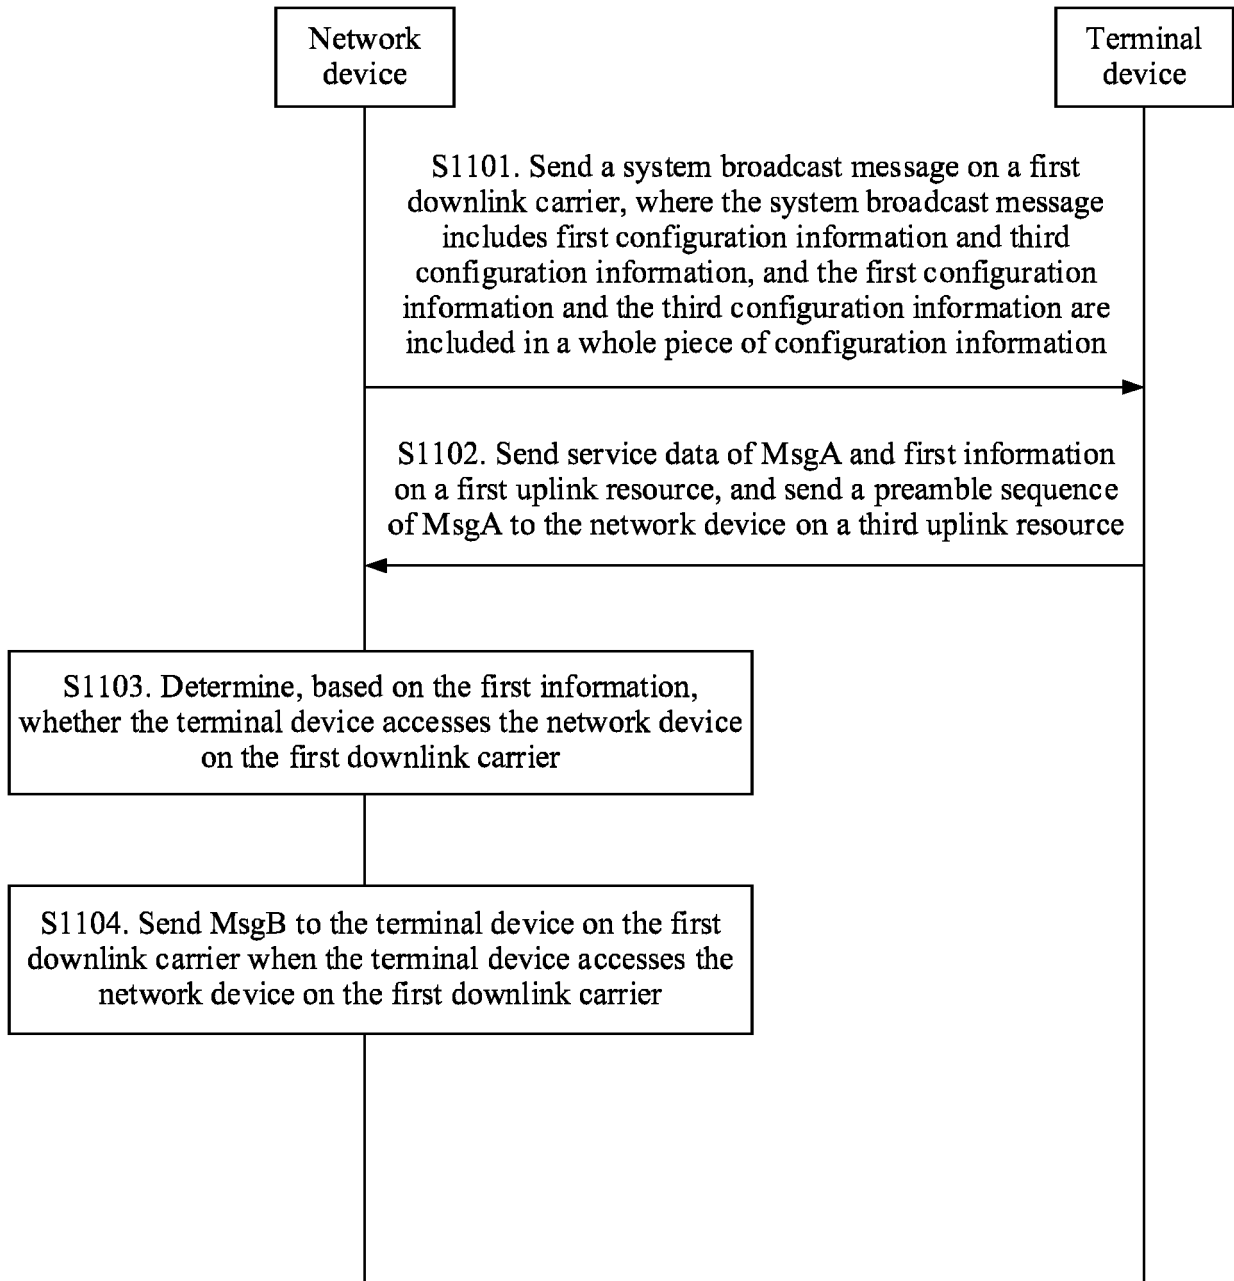 Network
device
Terminal
device
S1101. Send a system broadcast message on a first
downlink carrier, where the system broadcast message
includes first configuration information and third
configuration information, and the first configuration
information and the third configuration information are
included in a whole piece of configuration information
S1102. Send service data of MsgA and first information
on a first uplink resource, and send a preamble sequence
of MsgA to the network device on a third uplink resource
S1103. Determine, based on the first information,
whether the terminal device accesses the network device
on the first downlink carrier
S1104. Send MsgB to the terminal device on the first
downlink carrier when the terminal device accesses the
network device on the first downlink carrier